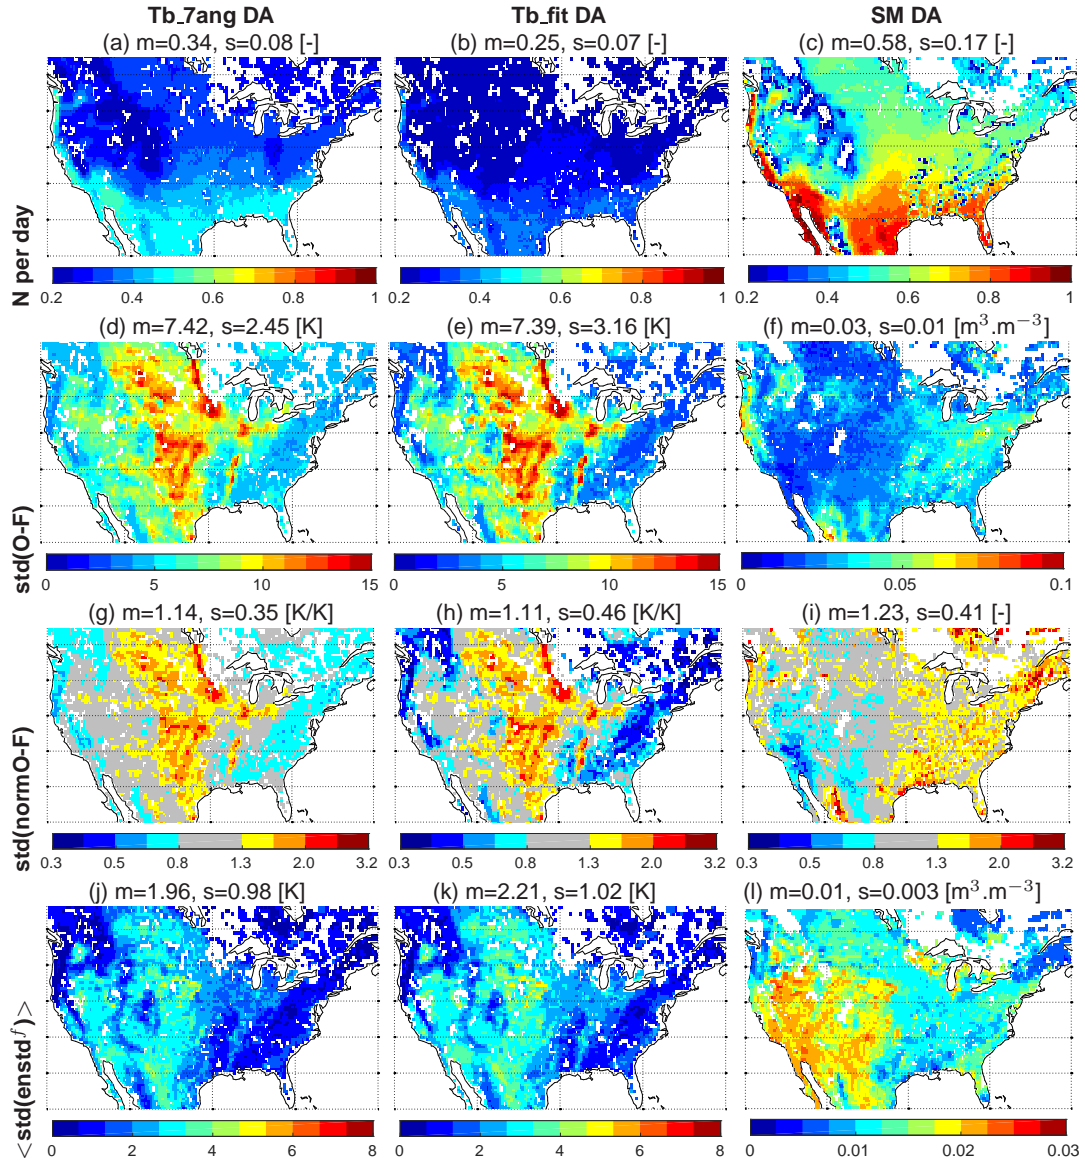 Tb_7ang DA Tb_fit DA SM DA
(a) m=0.34, s=0.08 [-] (b) m=0.25, s=0.07 [-] (c) m=0.58, s=0.17 [-]
N per day
0.2 0.4 0.6 0.8 1 0.2 0.4 0.6 0.8 1 0.2 0.4 0.6 0.8 1
(d) m=7.42, s=2.45 [K] (e) m=7.39, s=3.16 [K] (f) m=0.03, s=0.01 [m³.m⁻³]
std(O-F)
0 5 10 15 0 5 10 15 0 0.05 0.1
(g) m=1.14, s=0.35 [K/K] (h) m=1.11, s=0.46 [K/K] (i) m=1.23, s=0.41 [-]
std(normO-F)
0.3 0.5 0.8 1.3 2.0 3.2 0.3 0.5 0.8 1.3 2.0 3.2 0.3 0.5 0.8 1.3 2.0 3.2
(j) m=1.96, s=0.98 [K] (k) m=2.21, s=1.02 [K] (l) m=0.01, s=0.003 [m³.m⁻³]
<std(enstdᶠ)>
0 2 4 6 8 0 2 4 6 8 0 0.01 0.02 0.03